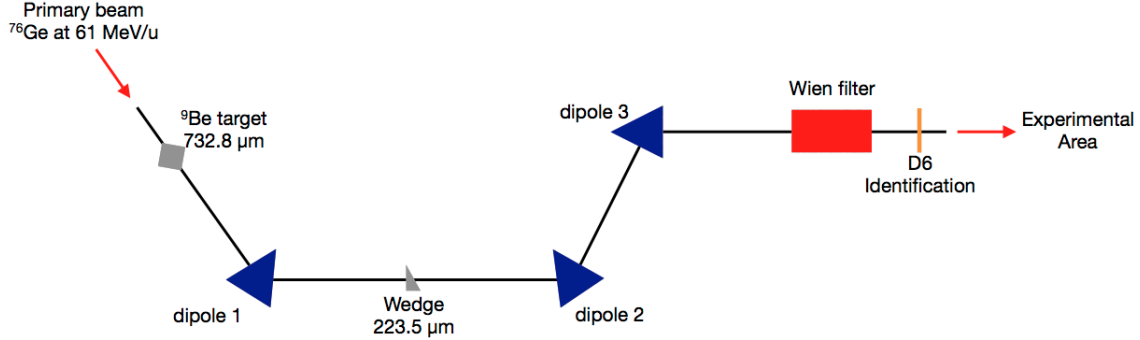 Primary beam
⁷⁶Ge at 61 MeV/u
⁹Be target
732.8 µm
dipole 1
Wedge
223.5 µm
dipole 2
dipole 3
Wien filter
D6
Identification
Experimental
Area